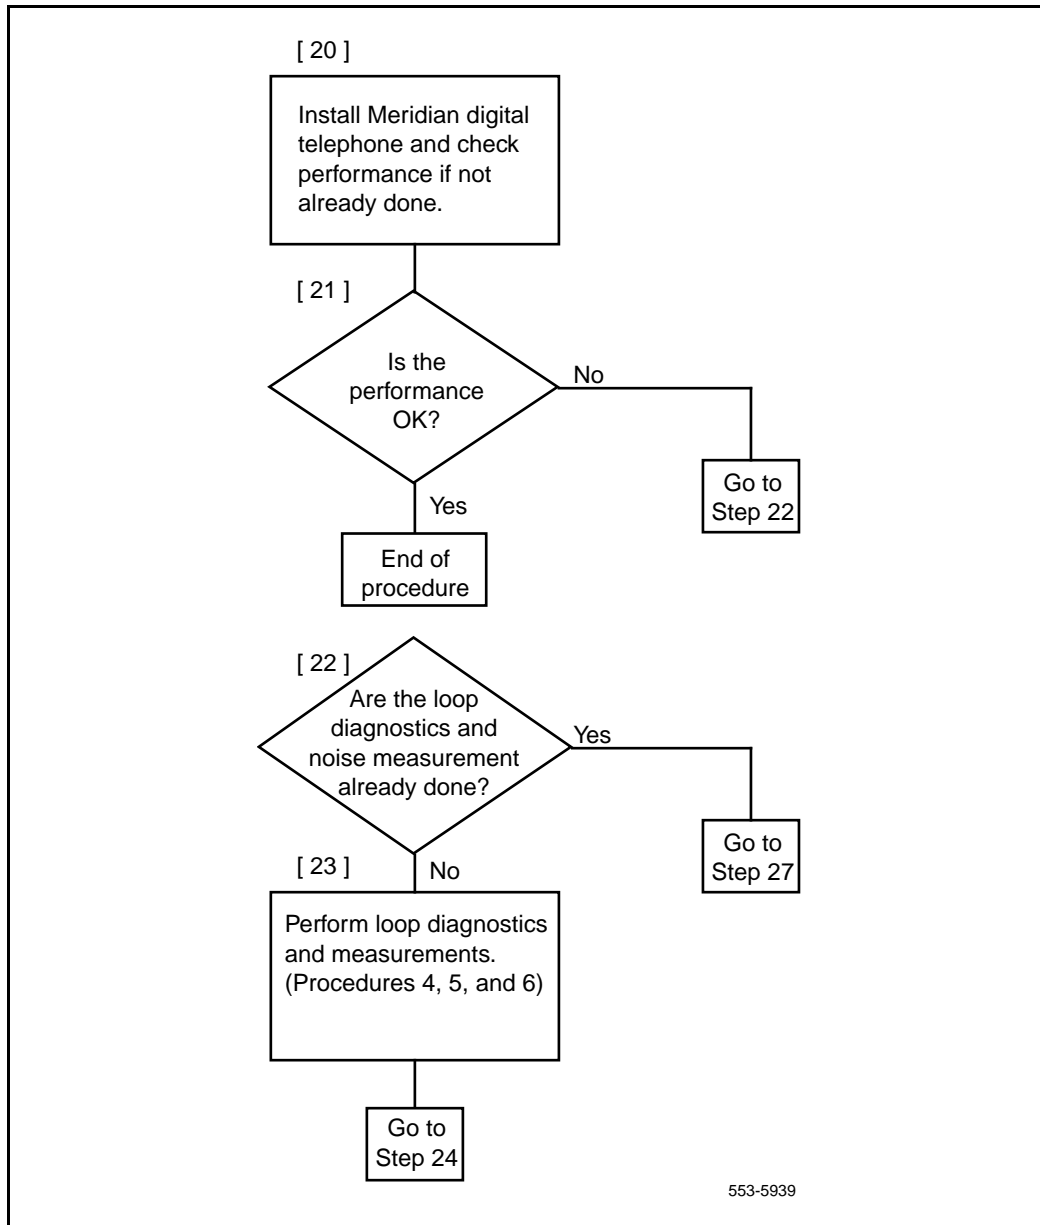 [ 20 ]
Install Meridian digital
telephone and check
performance if not
already done.
[ 21 ]
Is the
performance
OK?
No
Go to
Step 22
Yes
End of
procedure
[ 22 ]
Are the loop
diagnostics and
noise measurement
already done?
Yes
Go to
Step 27
[ 23 ]
No
Perform loop diagnostics
and measurements.
(Procedures 4, 5, and 6)
Go to
Step 24
553-5939